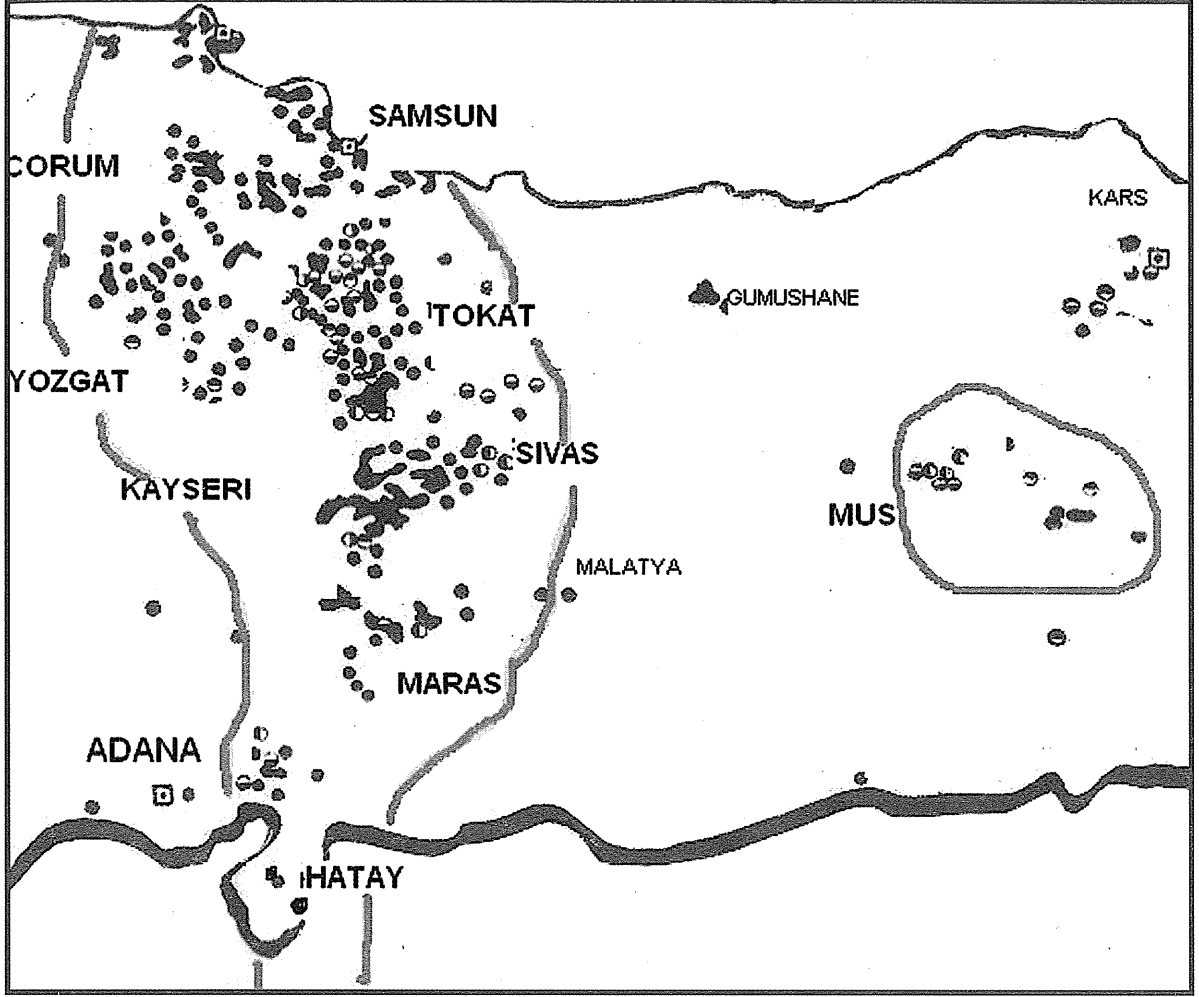 SAMSUN
CORUM
KARS
GUMUSHANE
TOKAT
YOZGAT
SIVAS
KAYSERI
MUS
MALATYA
MARAS
ADANA
HATAY